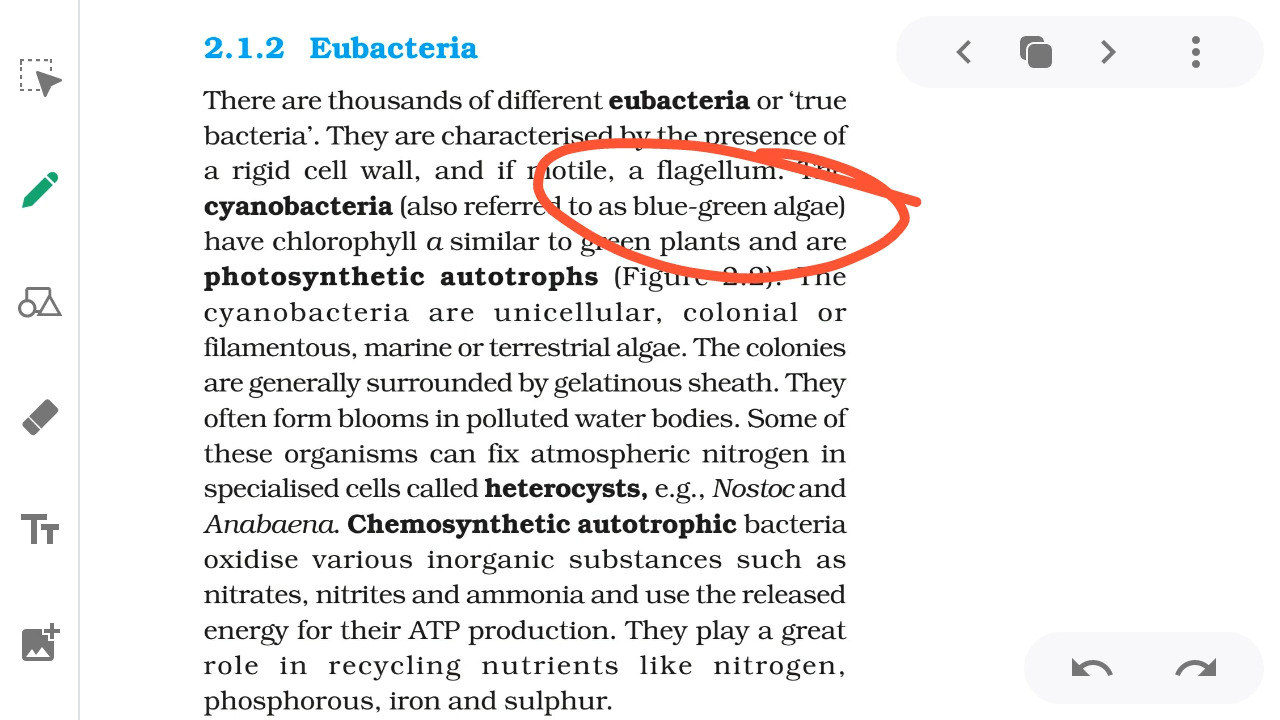 2.1.2 Eubacteria
There are thousands of different eubacteria or ‘true
bacteria’. They are characterised by the presence of
a rigid cell wall, and if motile, a flagellum. The
cyanobacteria (also referred to as blue-green algae)
have chlorophyll a similar to green plants and are
photosynthetic autotrophs (Figure 2.2). The
cyanobacteria are unicellular, colonial or
filamentous, marine or terrestrial algae. The colonies
are generally surrounded by gelatinous sheath. They
often form blooms in polluted water bodies. Some of
these organisms can fix atmospheric nitrogen in
specialised cells called heterocysts, e.g., Nostoc and
Anabaena. Chemosynthetic autotrophic bacteria
oxidise various inorganic substances such as
nitrates, nitrites and ammonia and use the released
energy for their ATP production. They play a great
role in recycling nutrients like nitrogen,
phosphorous, iron and sulphur.